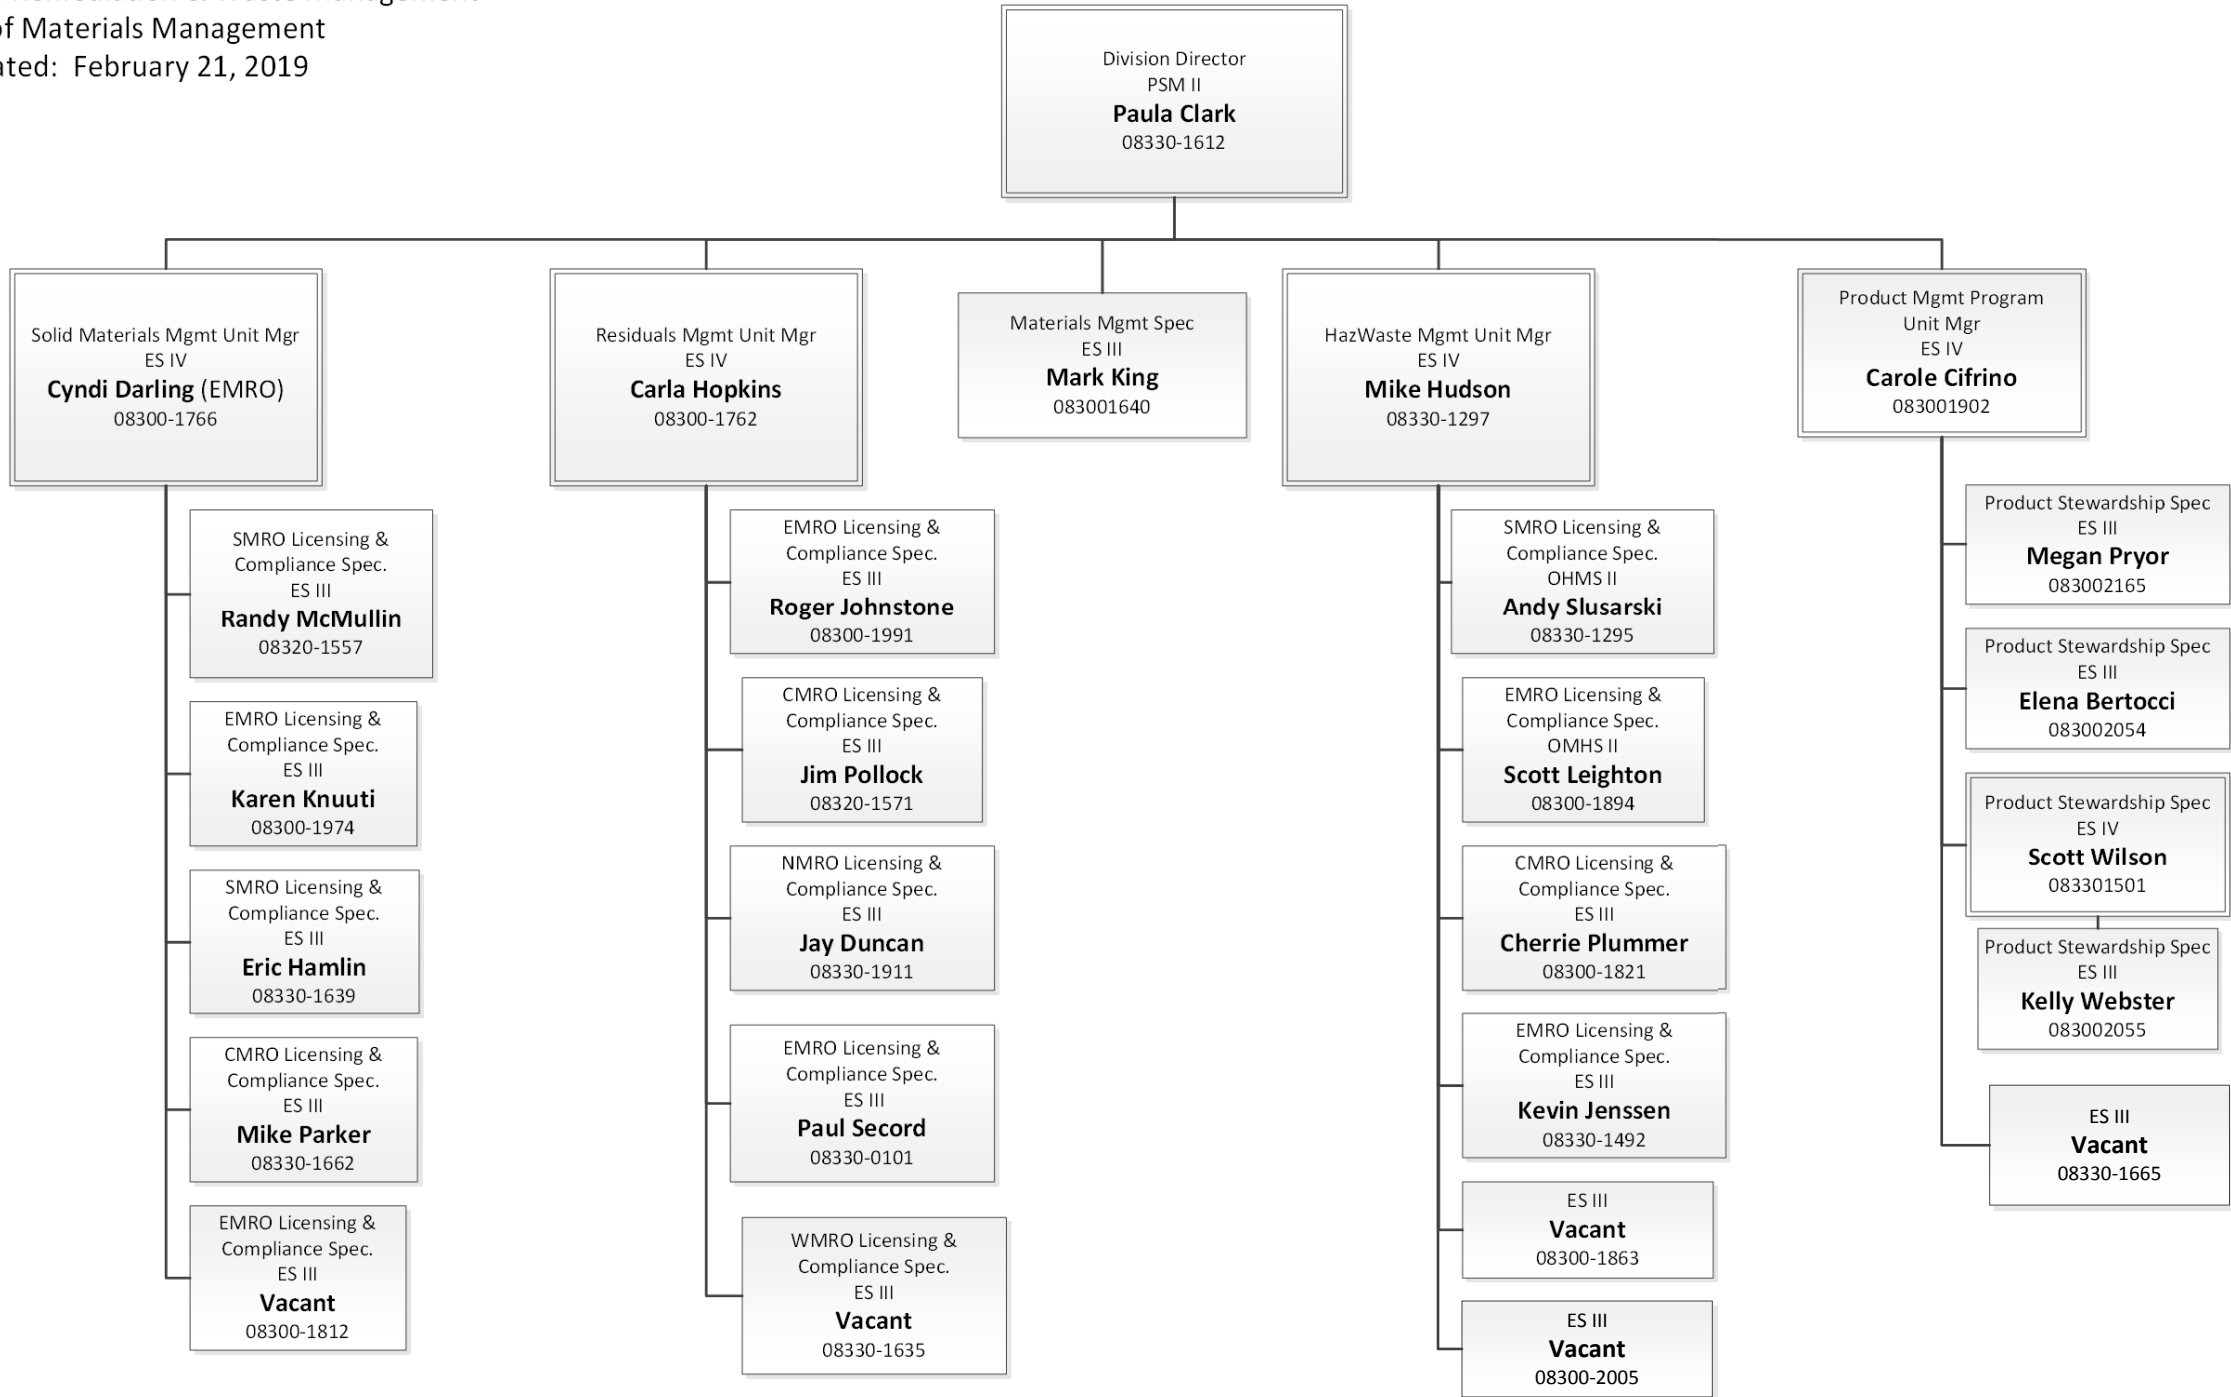 Remediation & Waste Management
of Materials Management
February 21, 2019
Division Director
PSM II
Paula Clark
08330-1612
Solid Materials Mgmt Unit Mgr
ES IV
Cyndi Darling (EMRO)
08300-1766
Residuals Mgmt Unit Mgr
ES IV
Carla Hopkins
08300-1762
Materials Mgmt Spec
ES III
Mark King
083001640
HazWaste Mgmt Unit Mgr
ES IV
Mike Hudson
08330-1297
Product Mgmt Program
Unit Mgr
ES IV
Carole Cifrino
083001902
SMRO Licensing &
Compliance Spec.
ES III
Randy McMullin
08320-1557
EMRO Licensing &
Compliance Spec.
ES III
Karen Knuuti
08300-1974
SMRO Licensing &
Compliance Spec.
ES III
Eric Hamlin
08330-1639
CMRO Licensing &
Compliance Spec.
ES III
Mike Parker
08330-1662
EMRO Licensing &
Compliance Spec.
ES III
Vacant
08300-1812
EMRO Licensing &
Compliance Spec.
ES III
Roger Johnstone
08300-1991
CMRO Licensing &
Compliance Spec.
ES III
Jim Pollock
08320-1571
NMRO Licensing &
Compliance Spec.
ES III
Jay Duncan
08330-1911
EMRO Licensing &
Compliance Spec.
ES III
Paul Secord
08330-0101
WMRO Licensing &
Compliance Spec.
ES III
Vacant
08330-1635
SMRO Licensing &
Compliance Spec.
OHMS II
Andy Slusarski
08330-1295
EMRO Licensing &
Compliance Spec.
OMHS II
Scott Leighton
08300-1894
CMRO Licensing &
Compliance Spec.
ES III
Cherrie Plummer
08300-1821
EMRO Licensing &
Compliance Spec.
ES III
Kevin Jenssen
08330-1492
ES III
Vacant
08300-1863
ES III
Vacant
08300-2005
Product Stewardship Spec
ES III
Megan Pryor
083002165
Product Stewardship Spec
ES III
Elena Bertocci
083002054
Product Stewardship Spec
ES IV
Scott Wilson
083301501
Product Stewardship Spec
ES III
Kelly Webster
083002055
ES III
Vacant
08330-1665